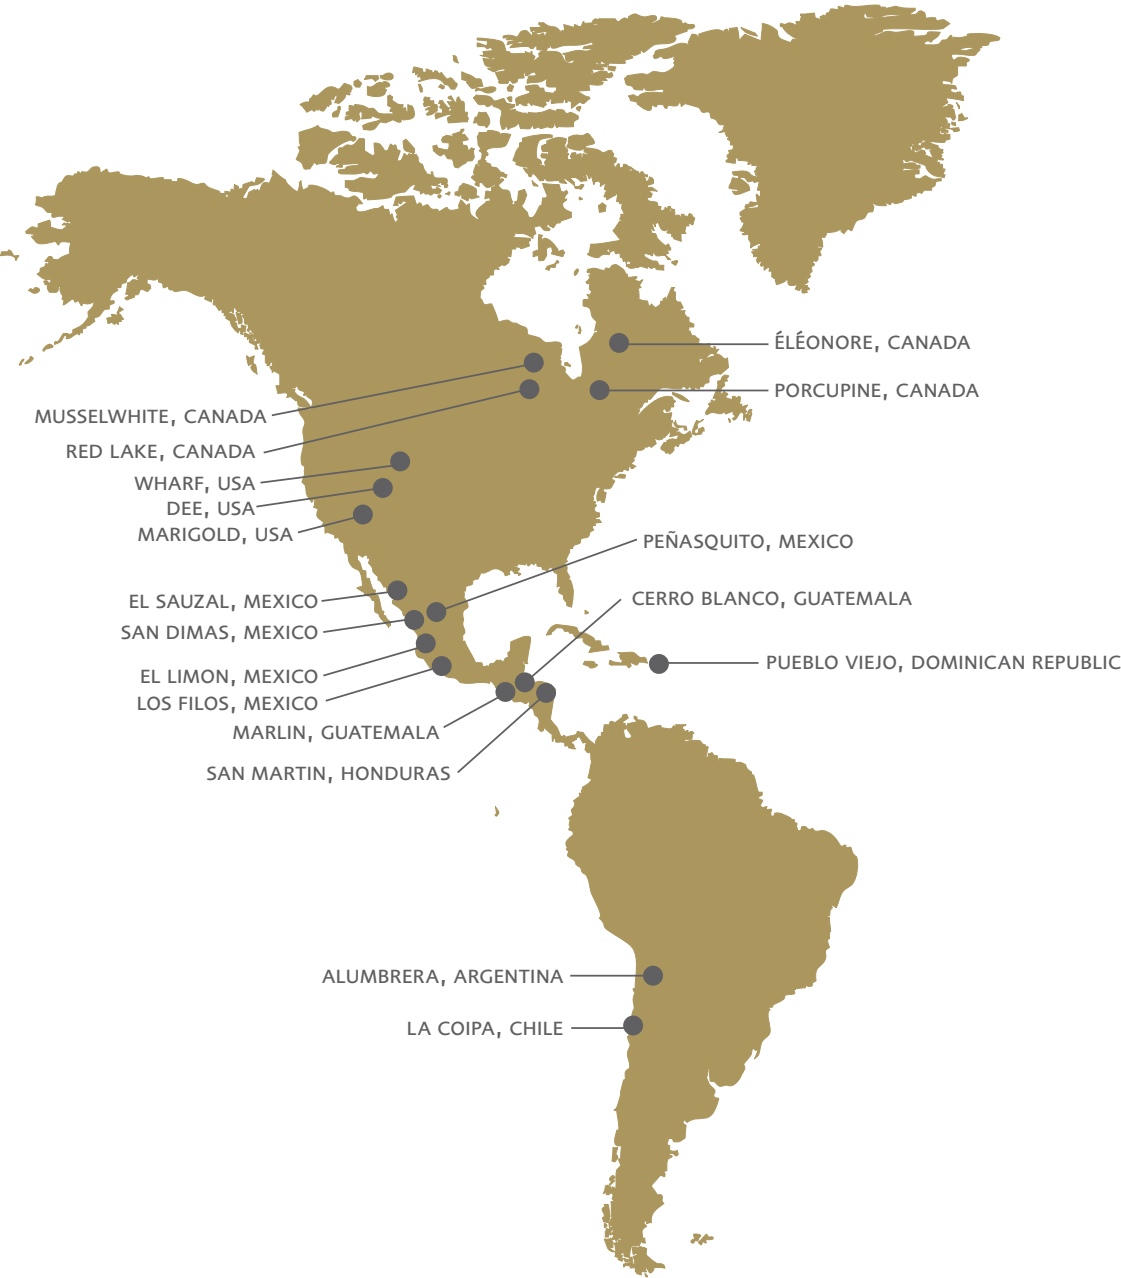 ÉLÉONORE, CANADA
PORCUPINE, CANADA
MUSSELWHITE, CANADA
RED LAKE, CANADA
WHARF, USA
DEE, USA
MARIGOLD, USA
PEÑASQUITO, MEXICO
CERRO BLANCO, GUATEMALA
EL SAUZAL, MEXICO
SAN DIMAS, MEXICO
PUEBLO VIEJO, DOMINICAN REPUBLIC
EL LIMON, MEXICO
LOS FILOS, MEXICO
MARLIN, GUATEMALA
SAN MARTIN, HONDURAS
ALUMBRERA, ARGENTINA
LA COIPA, CHILE